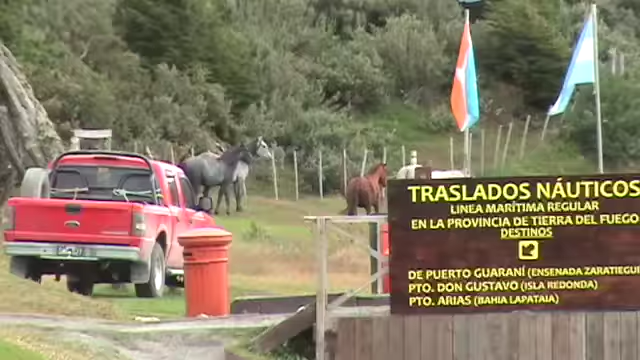 TRASLADOS NÁUTICOS
LINEA MARÍTIMA REGULAR
EN LA PROVINCIA DE TIERRA DEL FUEGO
DESTINOS
DE PUERTO GUARANÍ (ENSENADA ZARATIEGUI
PTO. DON GUSTAVO (ISLA REDONDA)
PTO. ARIAS (BAHIA LAPATAIA)